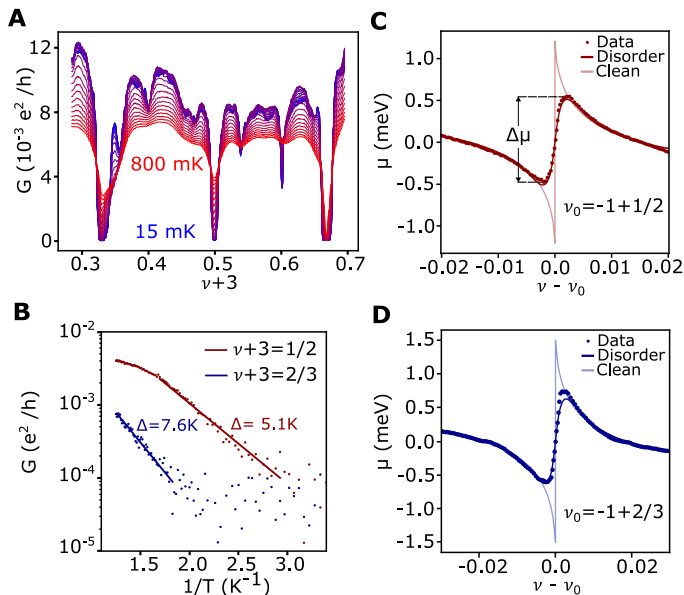 A
G (10⁻³ e² /h)
12
8
4
0
800 mK
15 mK
0.3
0.4
0.5
0.6
0.7
ν+3
B
G (e² /h)
10⁻²
10⁻³
10⁻⁴
10⁻⁵
ν+3=1/2
ν+3=2/3
Δ=7.6K
Δ= 5.1K
1.5
2.0
2.5
3.0
1/T (K⁻¹)
C
μ (meV)
1.0
0.5
0.0
-0.5
-1.0
Data
Disorder
Clean
Δμ
ν₀=-1+1/2
-0.02
-0.01
0.00
0.01
0.02
ν - ν₀
D
μ (meV)
1.5
1.0
0.5
0.0
-0.5
-1.0
-1.5
Data
Disorder
Clean
ν₀=-1+2/3
-0.02
0.00
0.02
ν - ν₀